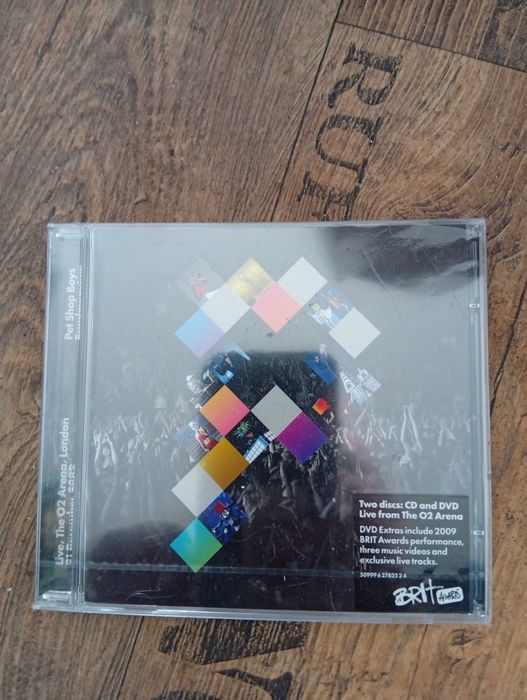 RUI
Pet Shop Boys
Live, The O2 Arena, London
Two discs: CD and DVD
Live from The O2 Arena
DVD Extras include 2009
BRIT Awards performance,
three music videos and
exclusive live tracks.
50999 6 27825 2 4
BRIT AWARDS